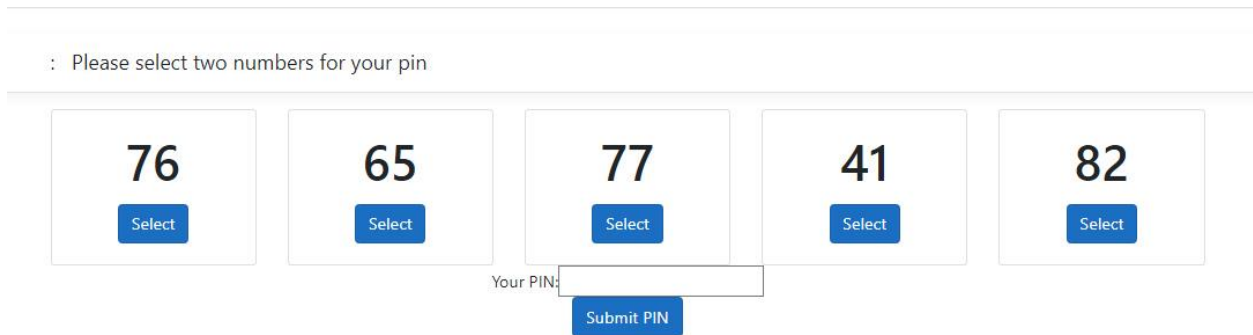 : Please select two numbers for your pin
76 65 77 41 82
Select Select Select Select Select
Your PIN:
Submit PIN